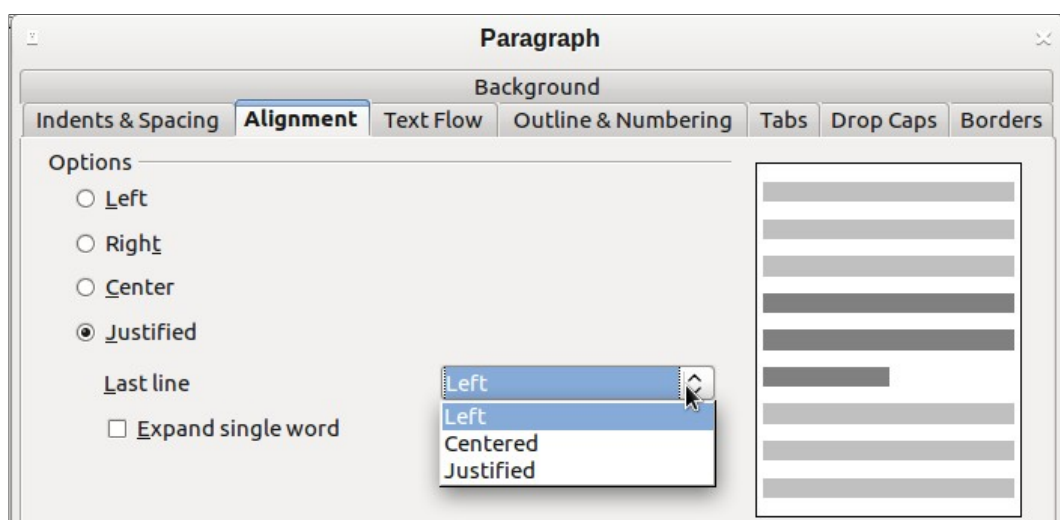 Paragraph
Background
Indents & Spacing Alignment Text Flow Outline & Numbering Tabs Drop Caps Borders
Options
Left
Right
Center
Justified
Last line Left
Left
Expand single word
Centered
Justified